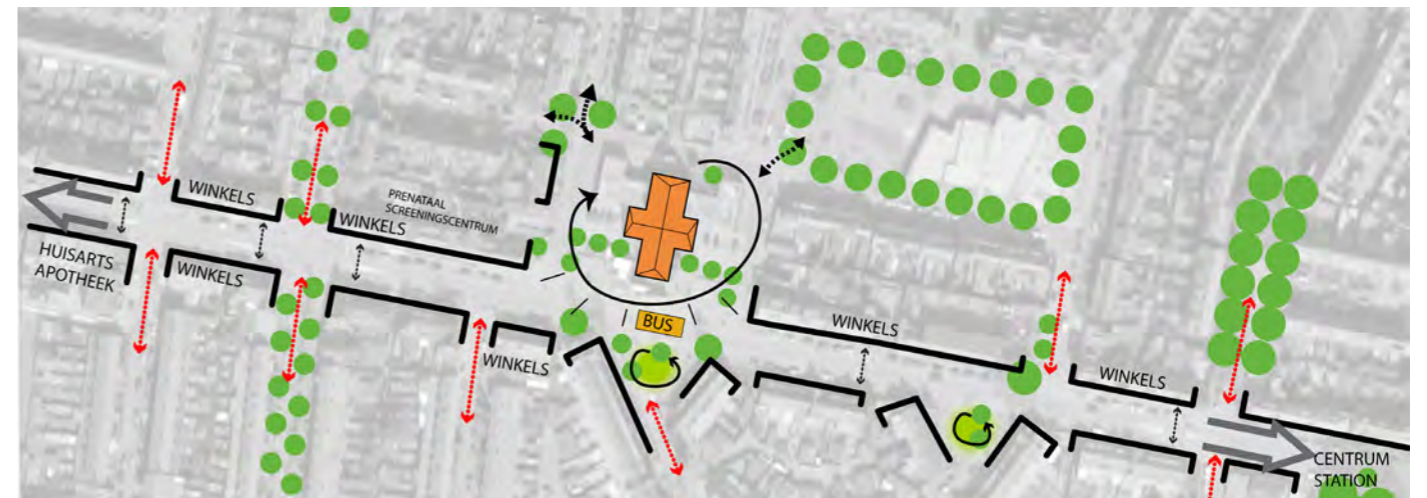 WINKELS
PRENATAAL
SCREENINGSCENTRUM
WINKELS
HUISARTS
APOTHEEK
WINKELS
BUS
WINKELS
WINKELS
WINKELS
CENTRUM
STATION